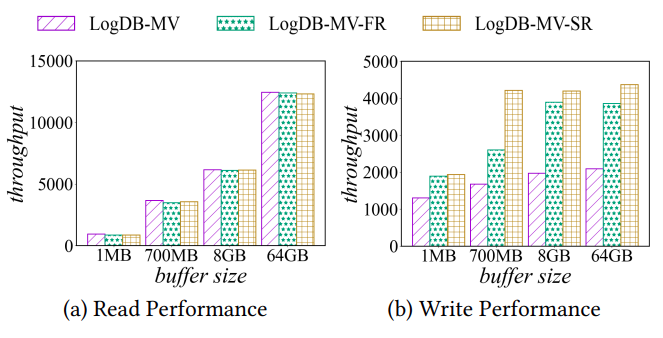 LogDB-MV LogDB-MV-FR LogDB-MV-SR
15000
10000
5000
0
throughput
1MB 700MB 8GB 64GB
buffer size
(a) Read Performance
5000
4000
3000
2000
1000
0
throughput
1MB 700MB 8GB 64GB
buffer size
(b) Write Performance